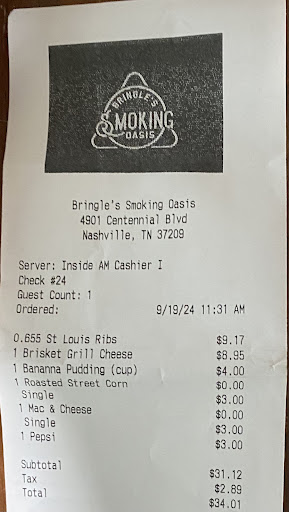 BRINGLE'S
SMOKING
OASIS
Bringle's Smoking Oasis
4901 Centennial Blvd
Nashville, TN 37209
Server: Inside AM Cashier I
Check #24
Guest Count: 1
Ordered: 9/19/24 11:31 AM
0.655 St Louis Ribs $9.17
1 Brisket Grill Cheese $8.95
1 Bananna Pudding (cup) $4.00
1 Roasted Street Corn $0.00
Single $3.00
1 Mac & Cheese $0.00
Single $3.00
1 Pepsi $3.00
Subtotal $31.12
Tax $2.89
Total $34.01